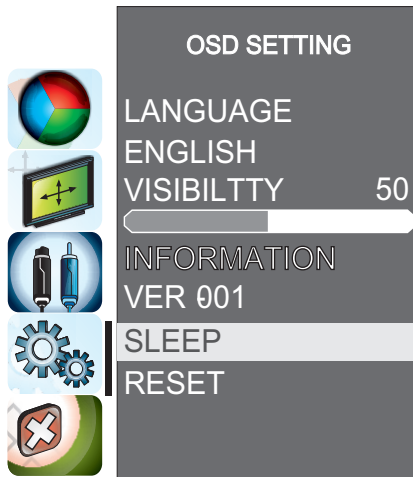 OSD SETTING
LANGUAGE
ENGLISH
VISIBILTTY 50
INFORMATION
VER 001
SLEEP
RESET